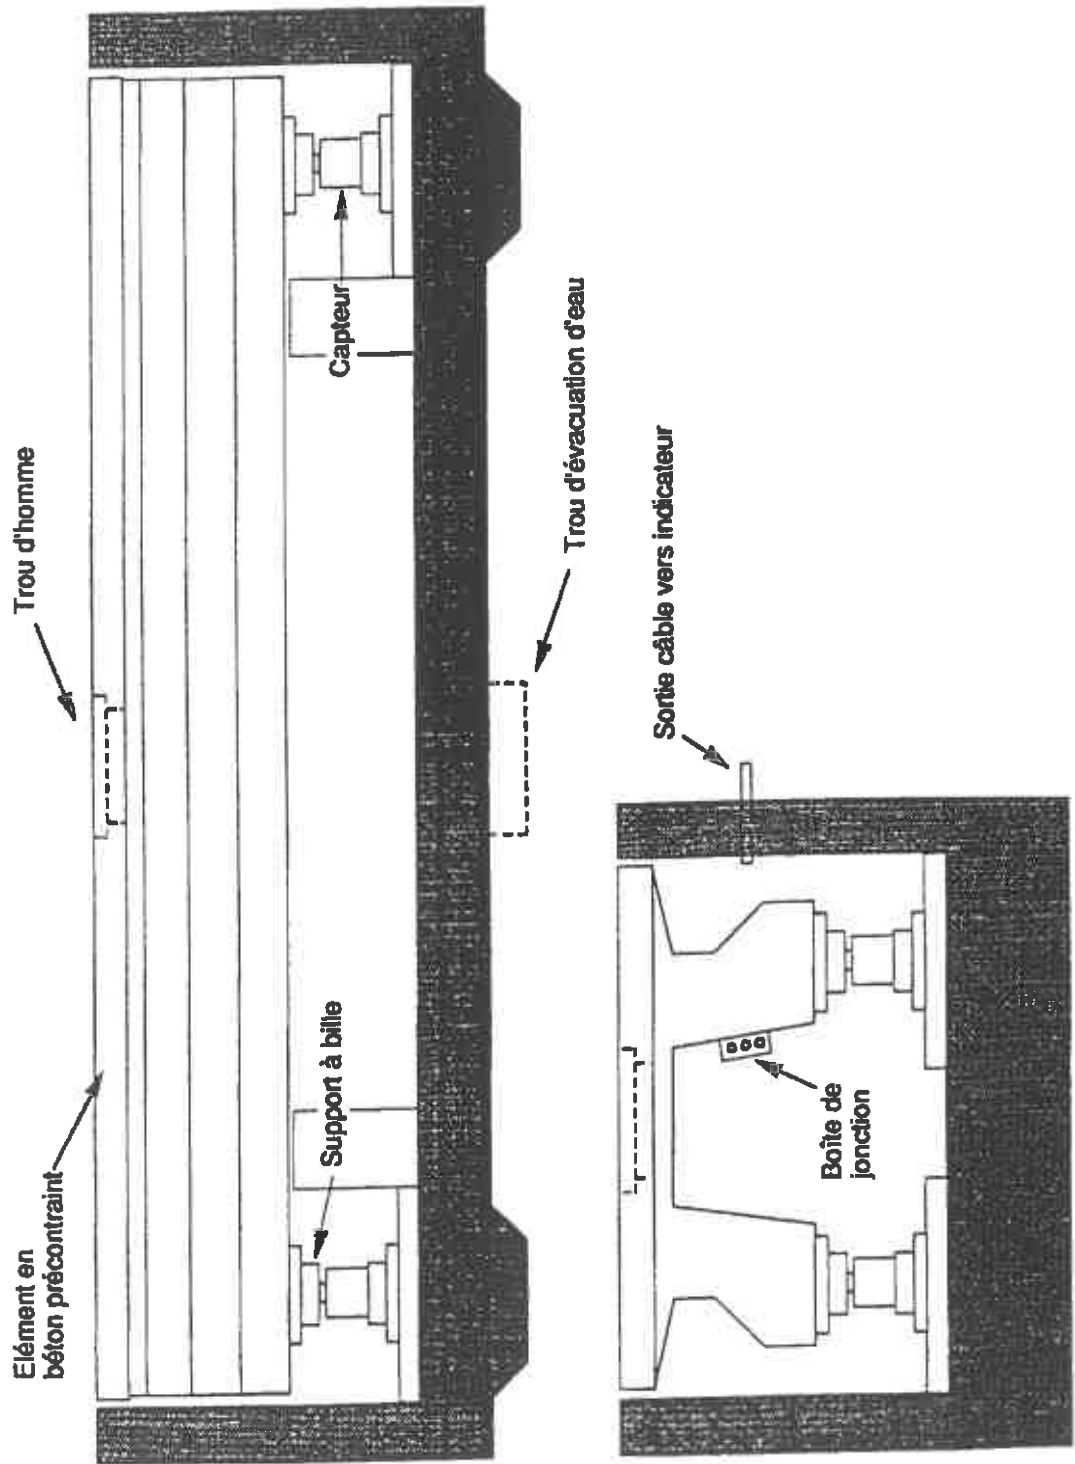 Elément en
béton précontraint
Trou d'homme
Support à bille
Capteur
Trou d'évacuation d'eau
Boîte de
jonction
Sortie câble vers indicateur